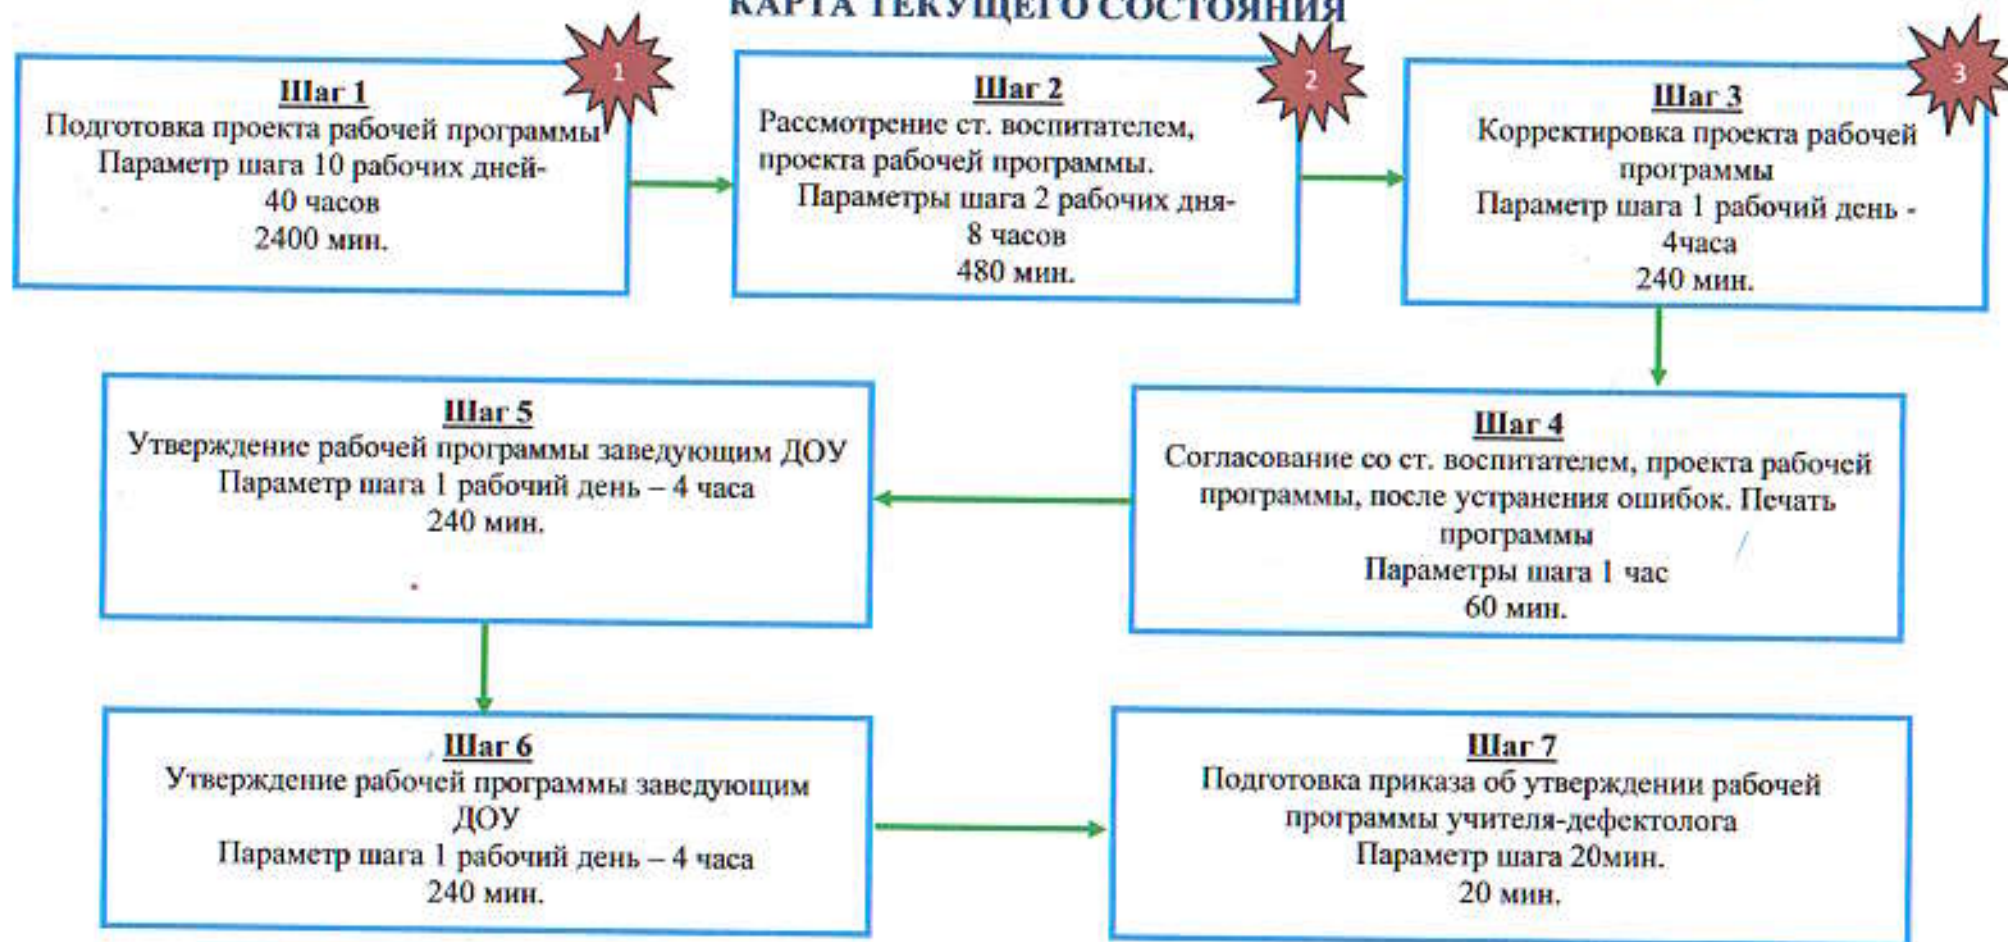 КАРТА ТЕКУЩЕГО СОСТОЯНИЯ
1
Шаг 1
Подготовка проекта рабочей программы
Параметр шага 10 рабочих дней-
40 часов
2400 мин.
2
Шаг 2
Рассмотрение ст. воспитателем,
проекта рабочей программы.
Параметры шага 2 рабочих дня-
8 часов
480 мин.
3
Шаг 3
Корректировка проекта рабочей
программы
Параметр шага 1 рабочий день -
4часа
240 мин.
Шаг 4
Согласование со ст. воспитателем, проекта рабочей
программы, после устранения ошибок. Печать
программы
Параметры шага 1 час
60 мин.
Шаг 5
Утверждение рабочей программы заведующим ДОУ
Параметр шага 1 рабочий день – 4 часа
240 мин.
Шаг 6
Утверждение рабочей программы заведующим
ДОУ
Параметр шага 1 рабочий день – 4 часа
240 мин.
Шаг 7
Подготовка приказа об утверждении рабочей
программы учителя-дефектолога
Параметр шага 20мин.
20 мин.